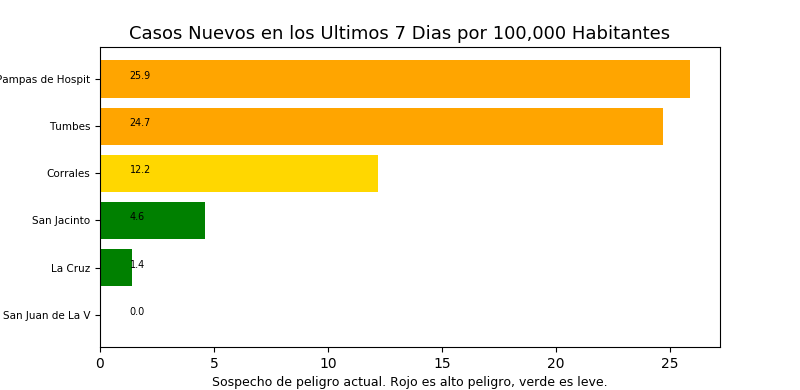 Casos Nuevos en los Ultimos 7 Dias por 100,000 Habitantes
Pampas de Hospit 25.9
Tumbes 24.7
Corrales 12.2
San Jacinto 4.6
La Cruz 1.4
San Juan de La V 0.0
0 5 10 15 20 25
Sospecho de peligro actual. Rojo es alto peligro, verde es leve.